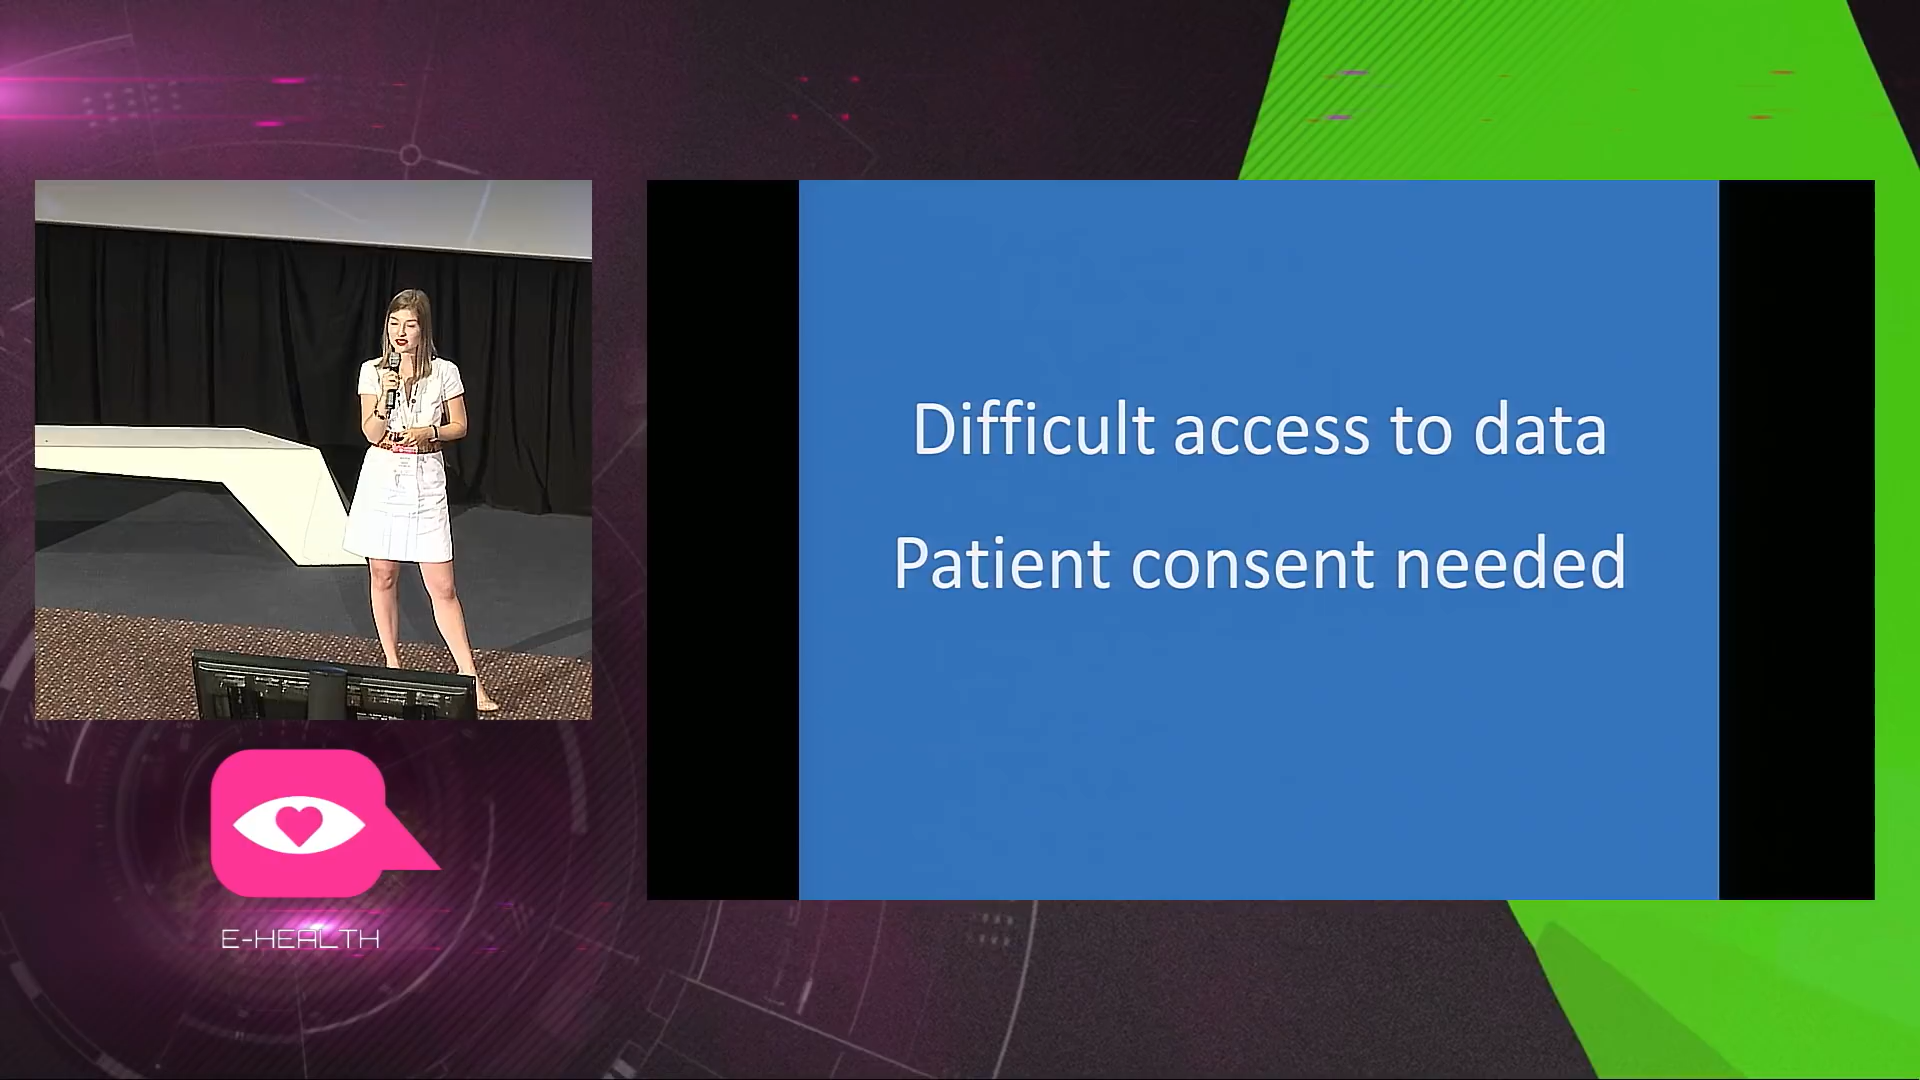 Difficult access to data
Patient consent needed
E-HEALTH